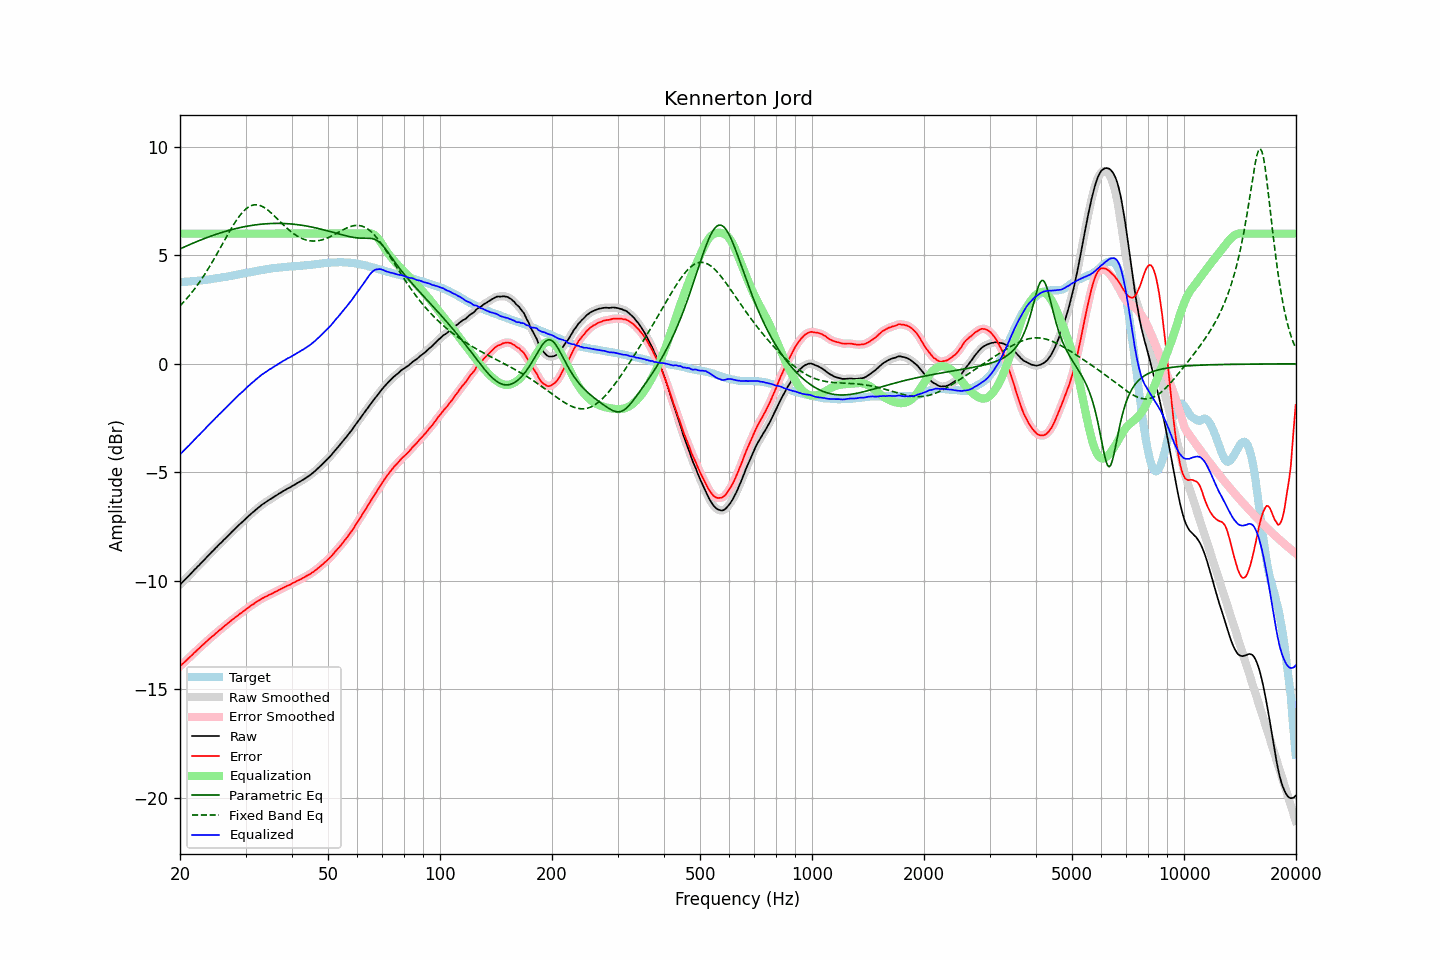 Kennerton Jord
10
5
0
−5
−10
−15
−20
Amplitude (dBr)
Target
Raw Smoothed
Error Smoothed
Raw
Error
Equalization
Parametric Eq
Fixed Band Eq
Equalized
20
50
100
200
500
1000
2000
5000
10000
20000
Frequency (Hz)